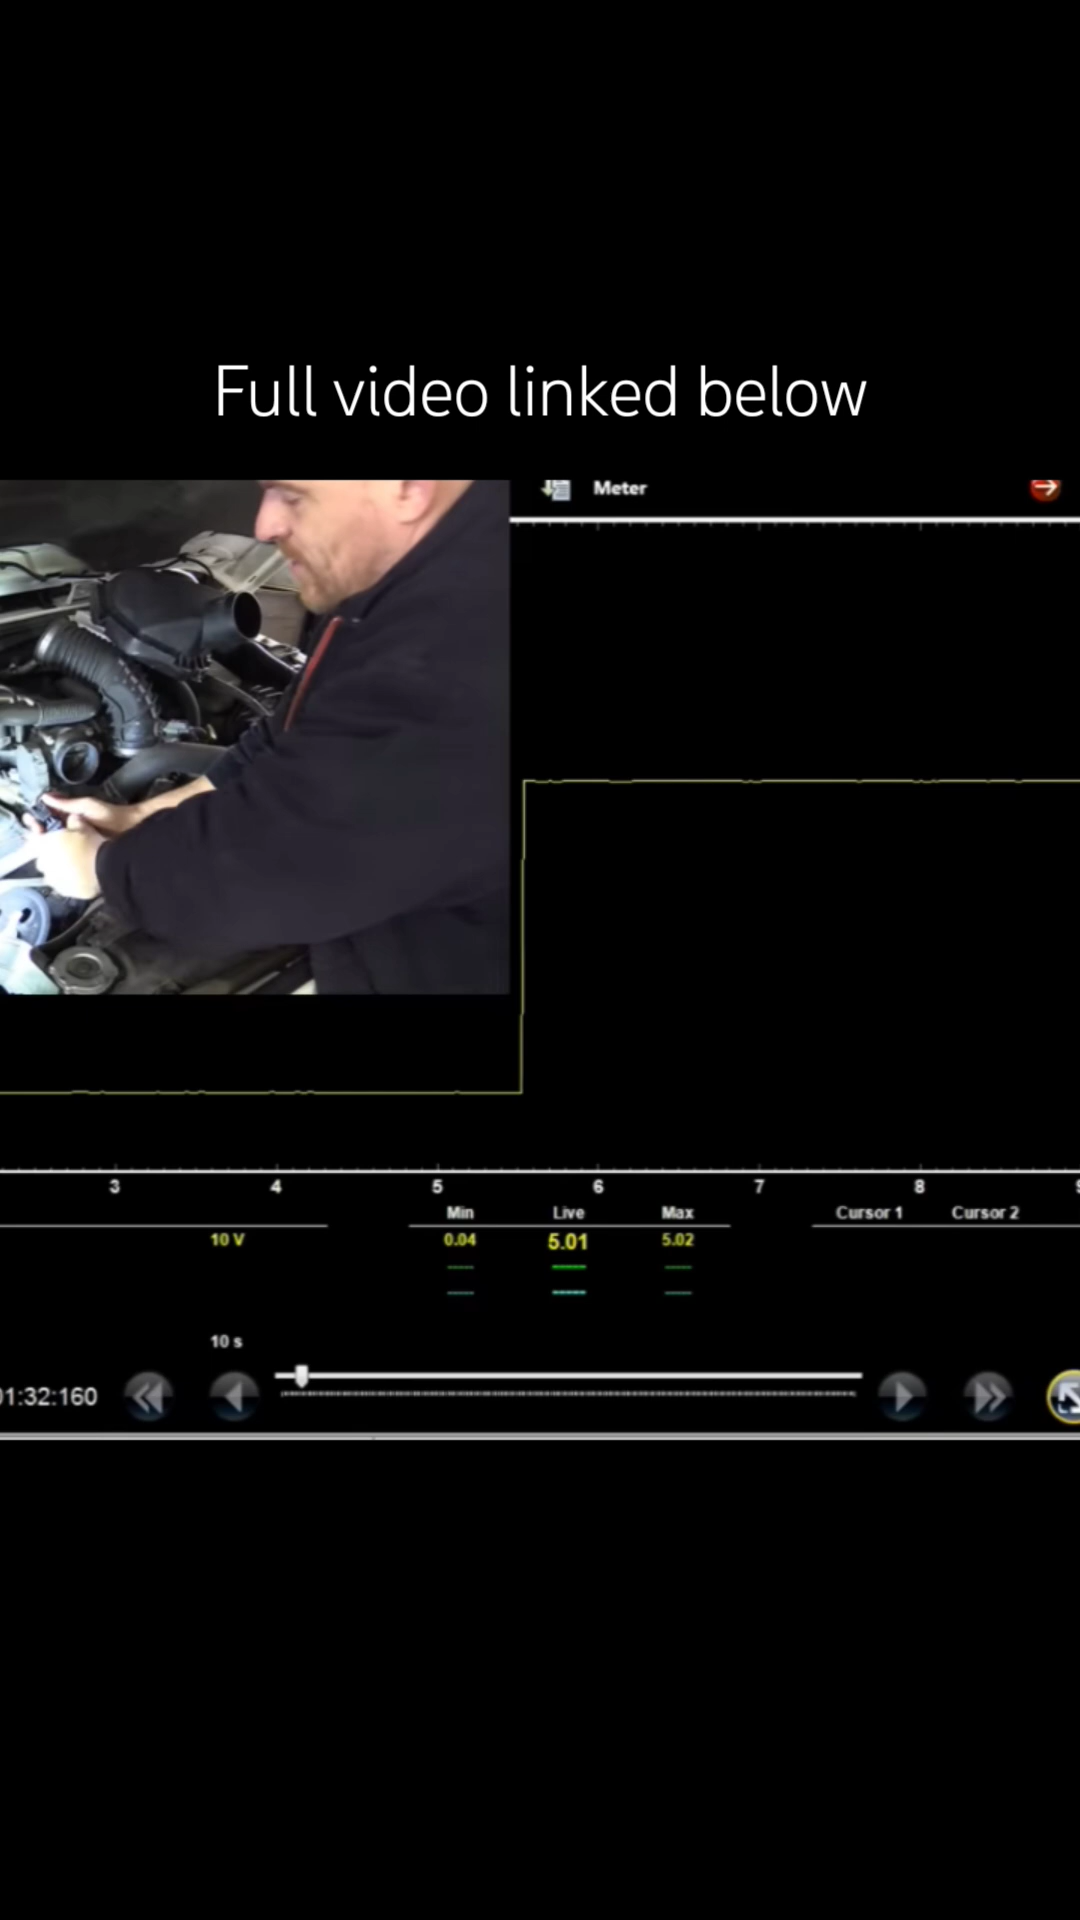 Full video linked below
Meter
3 4 5 6 7 8
Min Live Max Cursor 1 Cursor 2
10 V 0.04 5.01 5.02
10 s
01:32:160